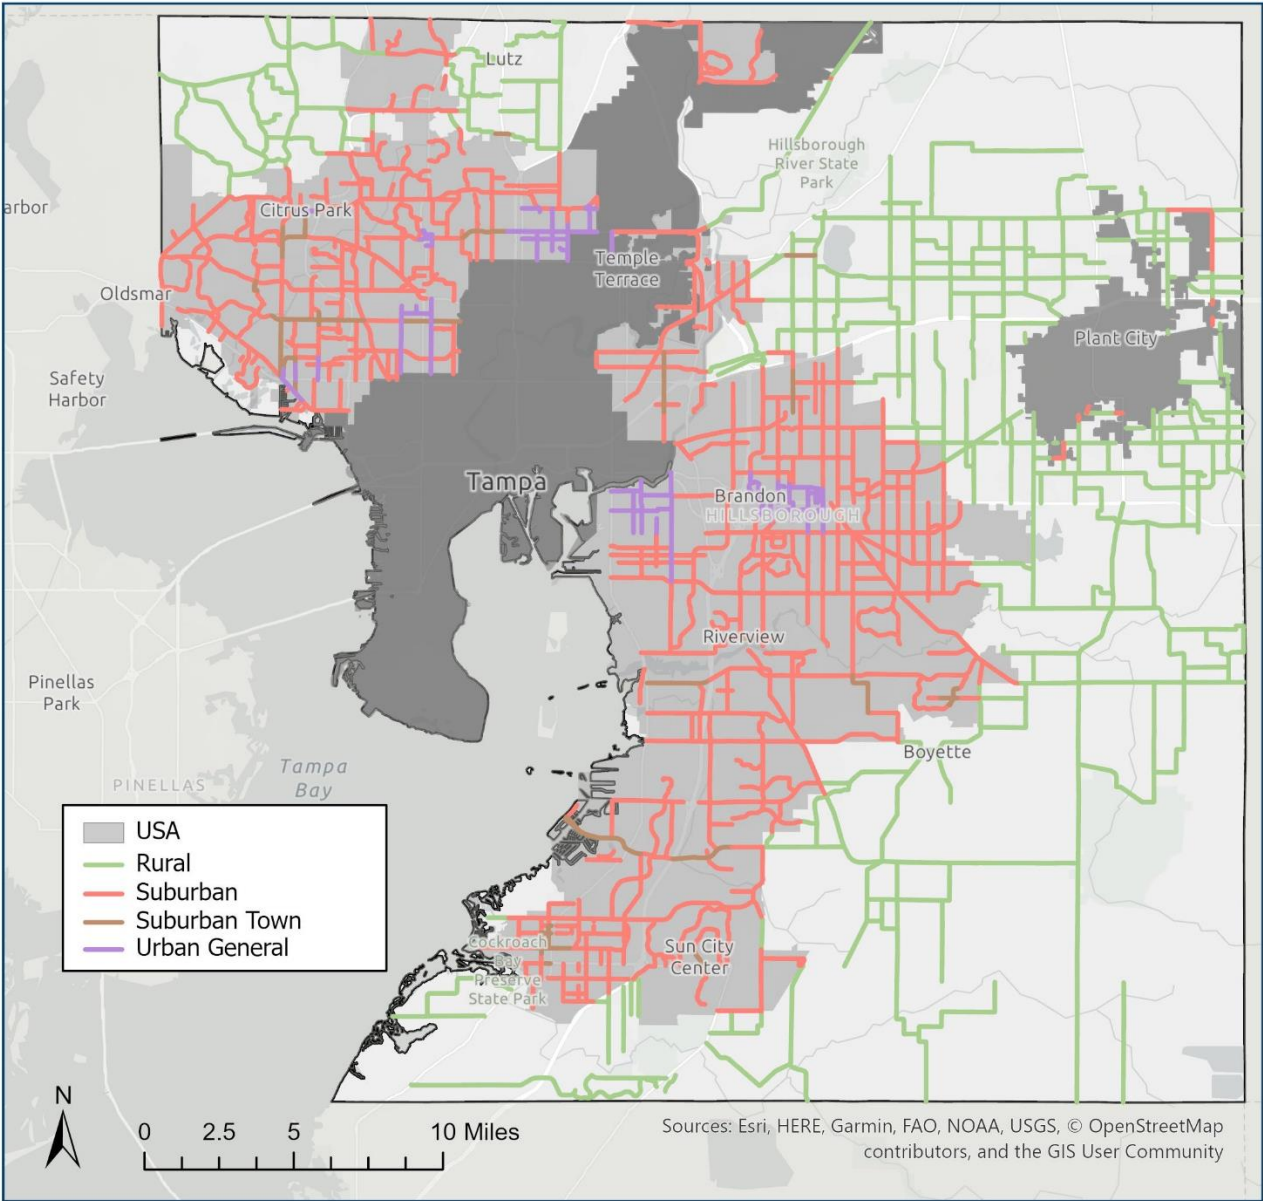 Lutz
Hillsborough
River State
Park
arbor
Citrus Park
Temple
Terrace
Oldsmar
Plant City
Safety
Harbor
Tampa
Brandon
HILLSBOROUGH
Riverview
Pinellas
Park
Boyette
Tampa
Bay
PINELLAS
USA
Rural
Suburban
Suburban Town
Urban General
Cockroach
Bay
Preserve
State Park
Sun City
Center
N
0 2.5 5 10 Miles
Sources: Esri, HERE, Garmin, FAO, NOAA, USGS, © OpenStreetMap
contributors, and the GIS User Community